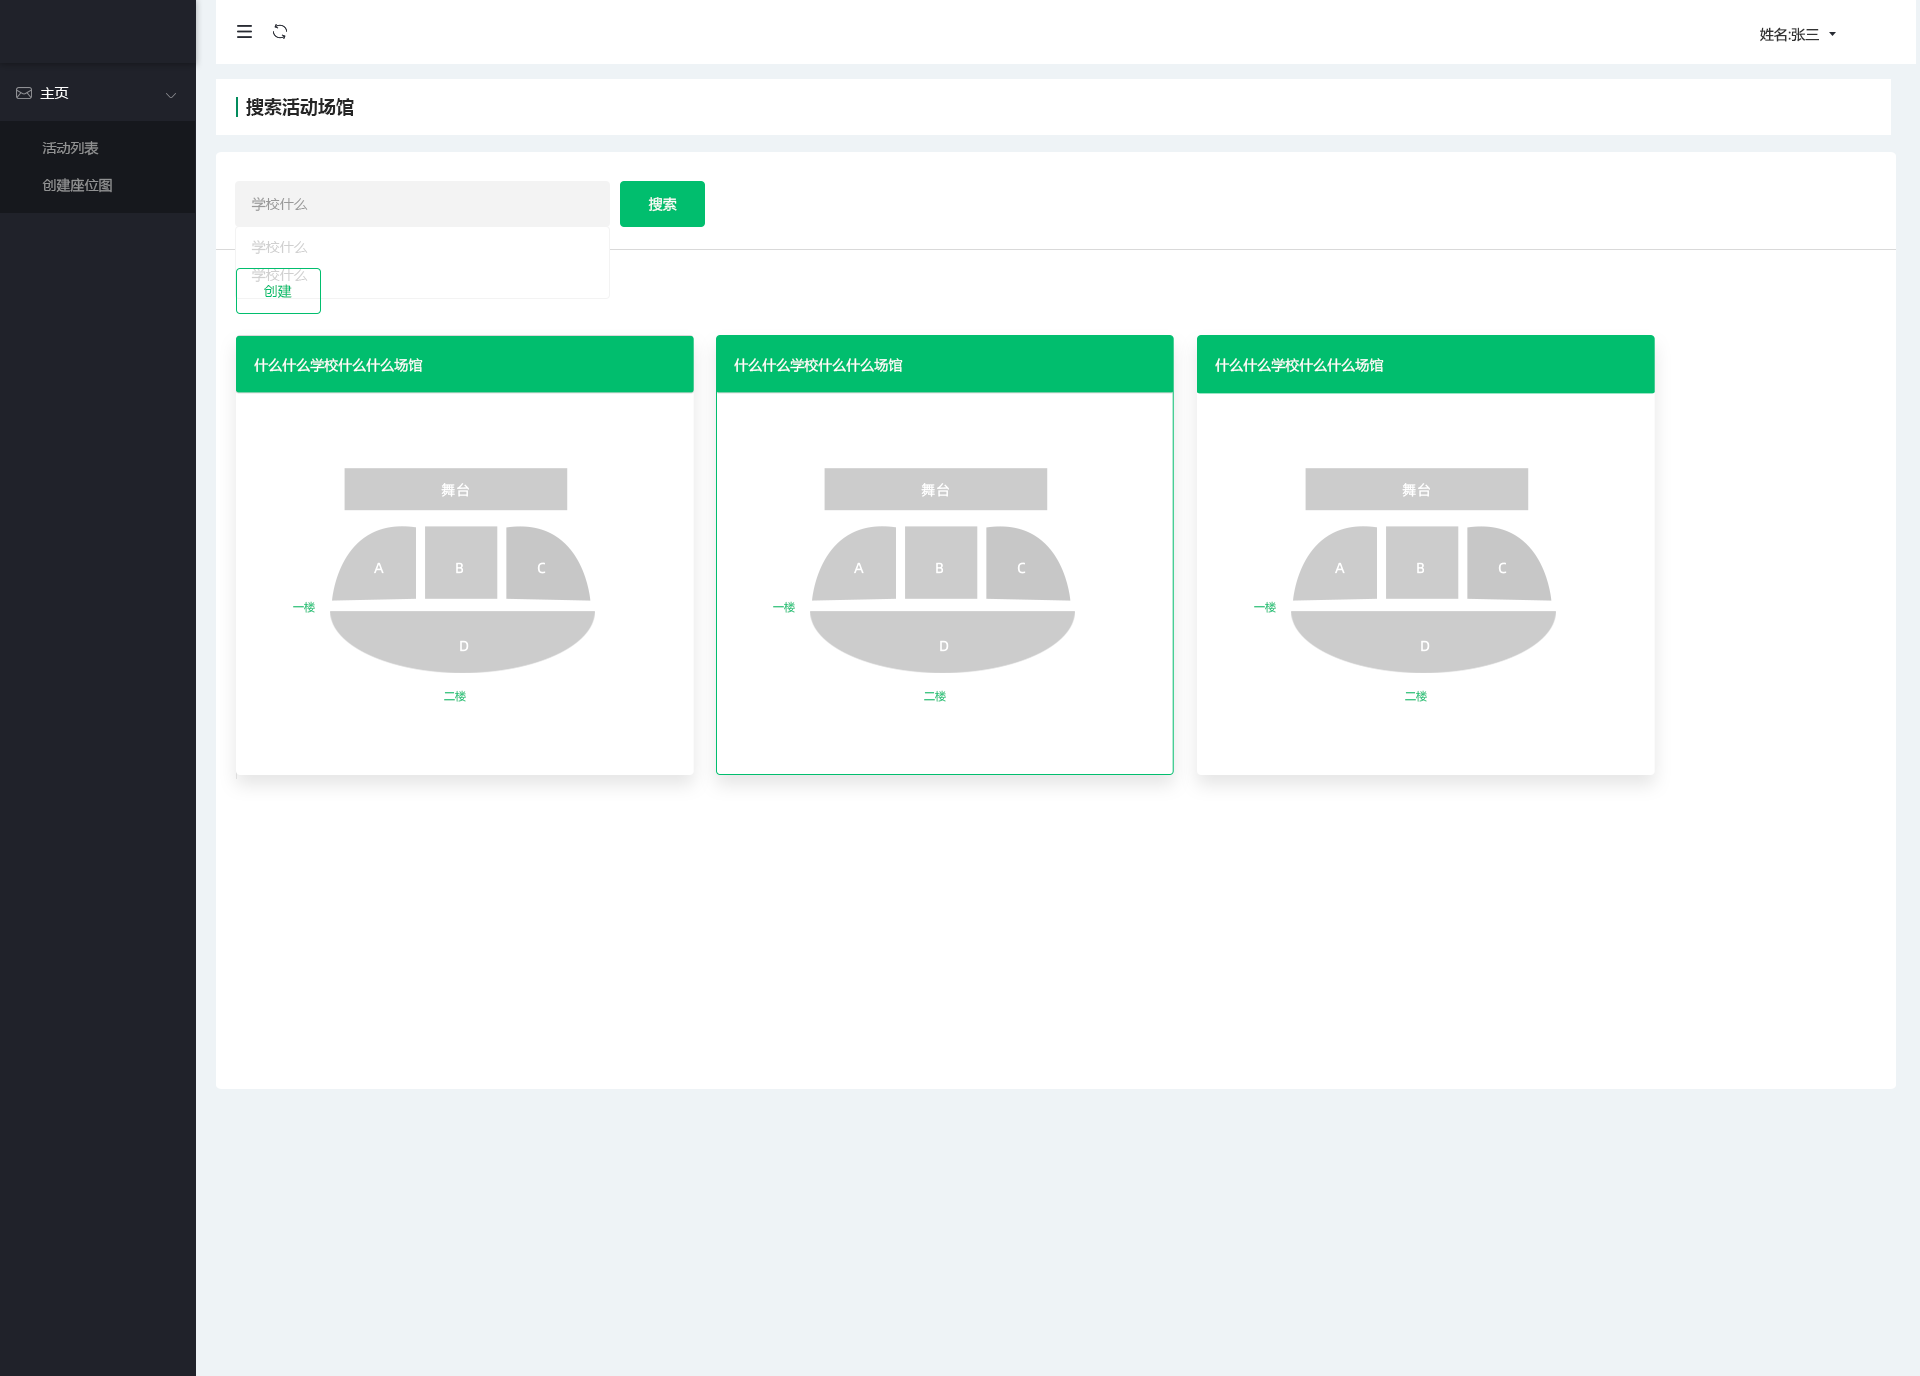 姓名:张三
主页
活动列表
创建座位图
搜索活动场馆
学校什么
搜索
学校什么
学校什么
创建
什么什么学校什么什么场馆
舞台
A B C
一楼
D
二楼
什么什么学校什么什么场馆
舞台
A B C
一楼
D
二楼
什么什么学校什么什么场馆
舞台
A B C
一楼
D
二楼